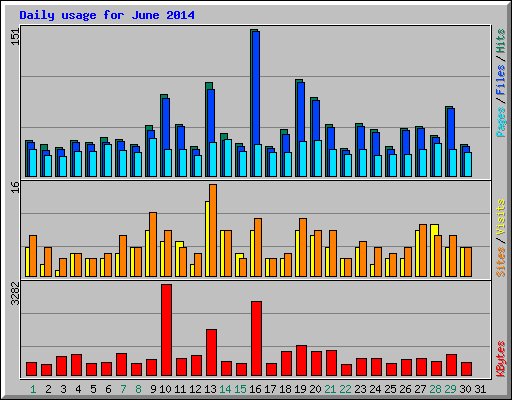 Daily usage for June 2014
151
Pages / Files / Hits
16
Sites / Visits
3282
KBytes
1 2 3 4 5 6 7 8 9 10 11 12 13 14 15 16 17 18 19 20 21 22 23 24 25 26 27 28 29 30 31